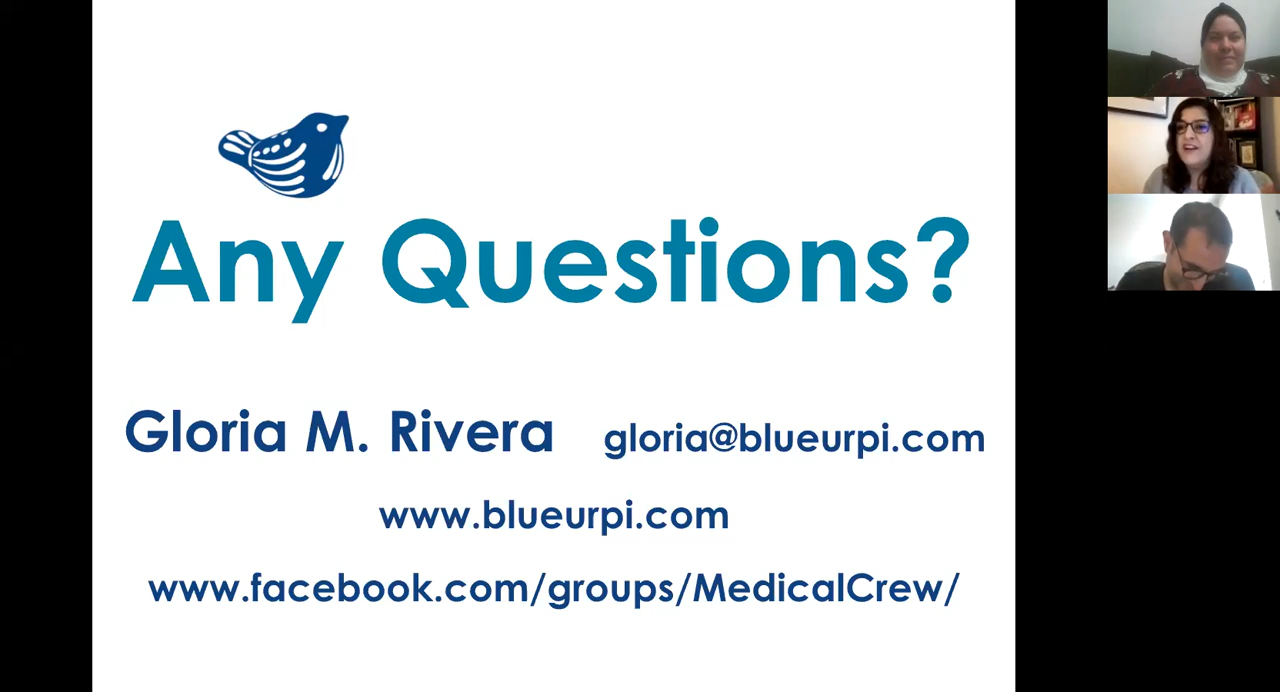 Any Questions?
Gloria M. Rivera gloria@blueurpi.com
www.blueurpi.com
www.facebook.com/groups/MedicalCrew/